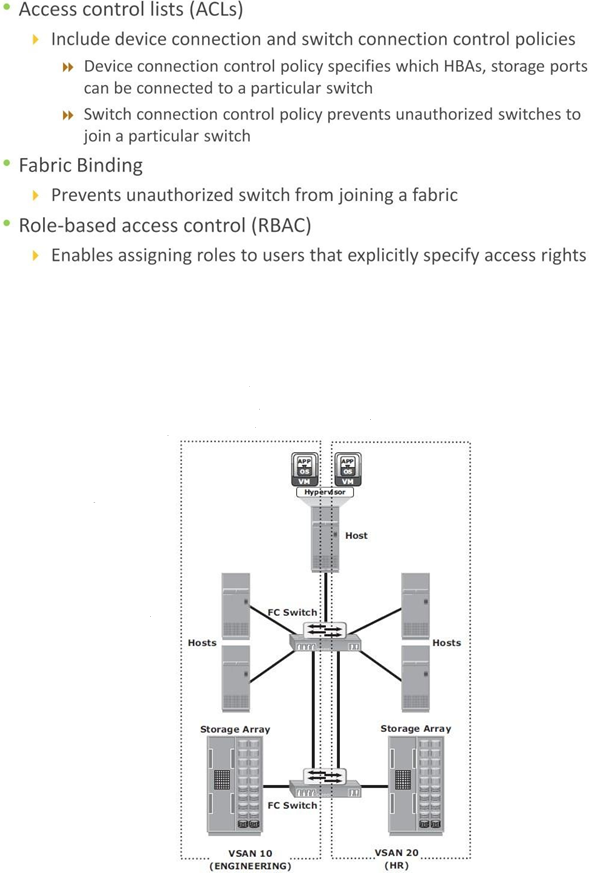 Access control lists (ACLs)
Include device connection and switch connection control policies
Device connection control policy specifies which HBAs, storage ports
can be connected to a particular switch
Switch connection control policy prevents unauthorized switches to
join a particular switch
Fabric Binding
Prevents unauthorized switch from joining a fabric
Role-based access control (RBAC)
Enables assigning roles to users that explicitly specify access rights
APP
OS
VM
APP
OS
VM
Hypervisor
Host
FC Switch
Hosts
Hosts
Storage Array
Storage Array
FC Switch
VSAN 10
(ENGINEERING)
VSAN 20
(HR)